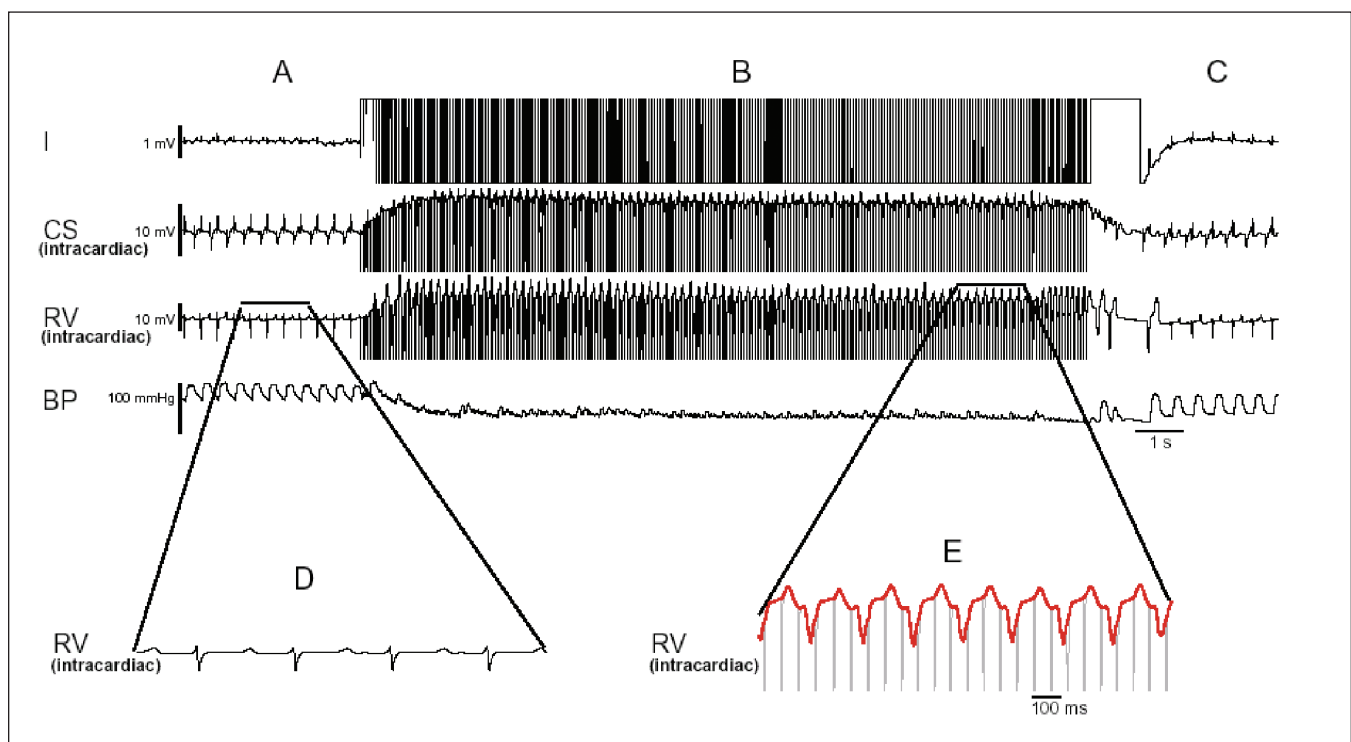 A B C
I 1 mV
CS 10 mV
(intracardiac)
RV 10 mV
(intracardiac)
BP 100 mmHg
1 s
D E
RV RV
(intracardiac) (intracardiac)
100 ms